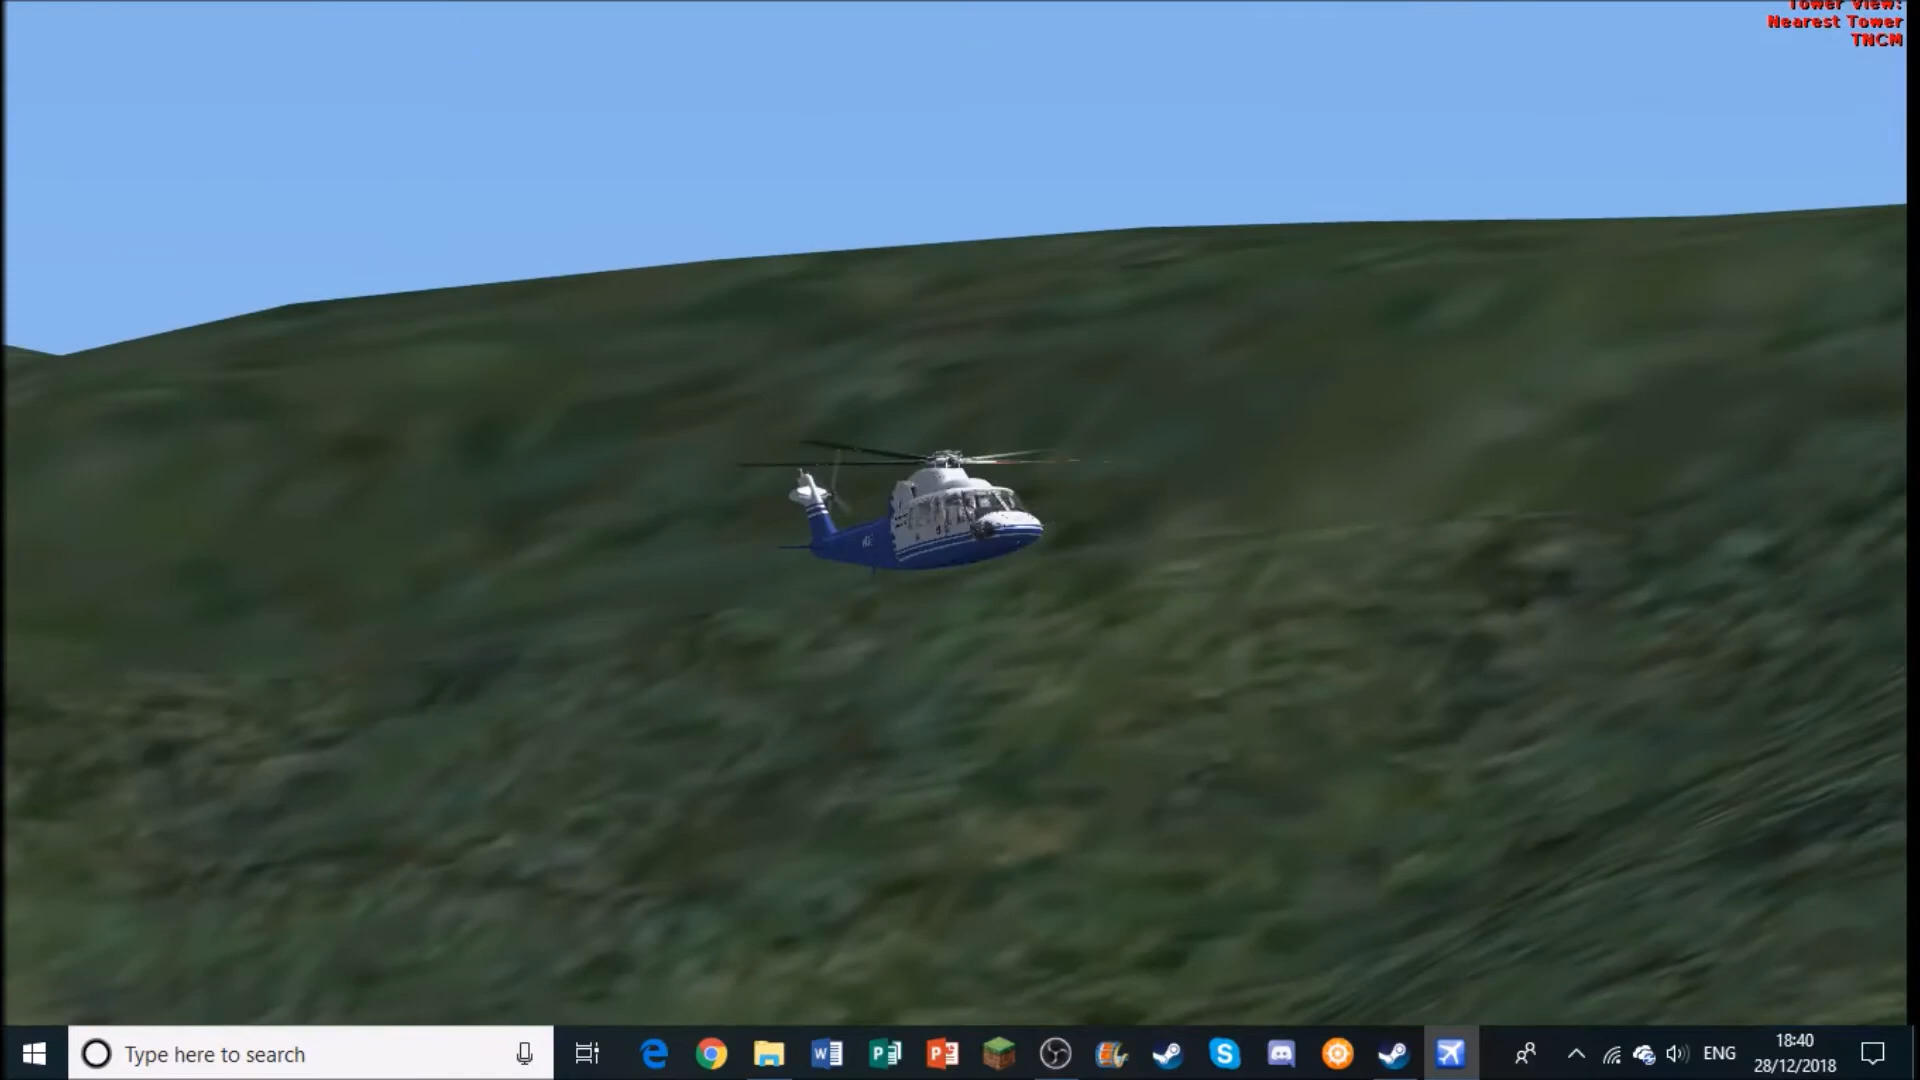 Tower View:
Nearest Tower
TNCM
Type here to search
ENG
18:40
28/12/2018